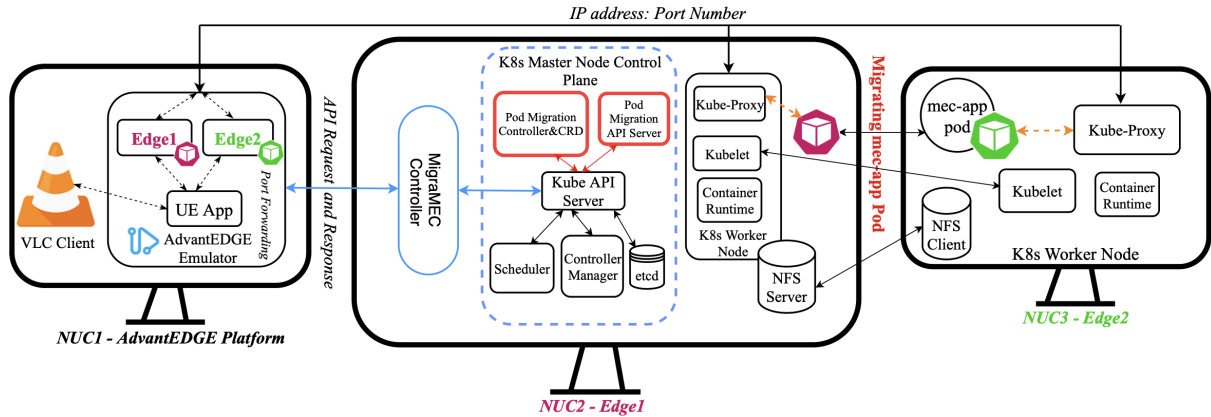 IP address: Port Number
Edge1
Edge2
Port Forwarding
UE App
VLC Client
AdvantEDGE
Emulator
NUC1 - AdvantEDGE Platform
API Request and Response
MigraMEC
Controller
K8s Master Node Control
Plane
Pod Migration
Controller&CRD
Pod
Migration
API Server
Kube API
Server
Scheduler
Controller
Manager
etcd
Kube-Proxy
Kubelet
Container
Runtime
K8s Worker
Node
NFS
Server
NUC2 - Edge1
Migrating mec-app Pod
mec-app
pod
Kube-Proxy
Kubelet
Container
Runtime
NFS
Client
K8s Worker Node
NUC3 - Edge2